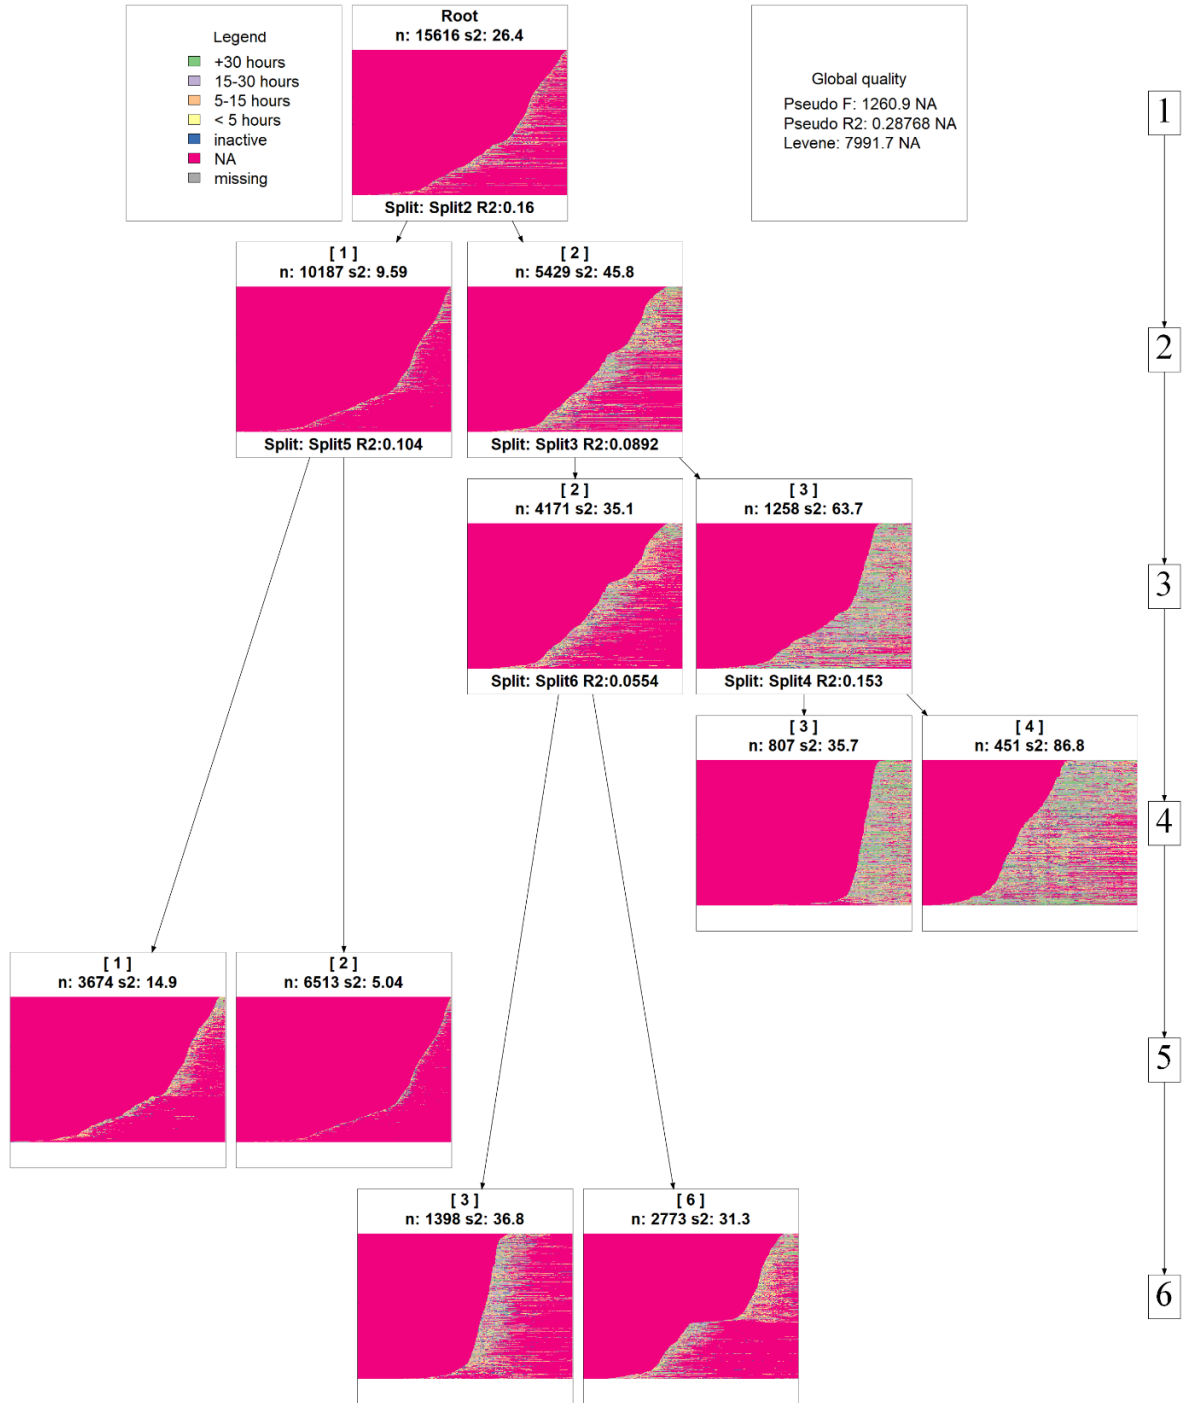 Legend
+30 hours
15-30 hours
5-15 hours
< 5 hours
inactive
NA
missing
Root
n: 15616 s2: 26.4
Split: Split2 R2:0.16
Global quality
Pseudo F: 1260.9 NA
Pseudo R2: 0.28768 NA
Levene: 7991.7 NA
1
[ 1 ]
n: 10187 s2: 9.59
Split: Split5 R2:0.104
[ 2 ]
n: 5429 s2: 45.8
Split: Split3 R2:0.0892
2
[ 2 ]
n: 4171 s2: 35.1
Split: Split6 R2:0.0554
[ 3 ]
n: 1258 s2: 63.7
Split: Split4 R2:0.153
3
[ 3 ]
n: 807 s2: 35.7
[ 4 ]
n: 451 s2: 86.8
4
[ 1 ]
n: 3674 s2: 14.9
[ 2 ]
n: 6513 s2: 5.04
5
[ 3 ]
n: 1398 s2: 36.8
[ 6 ]
n: 2773 s2: 31.3
6